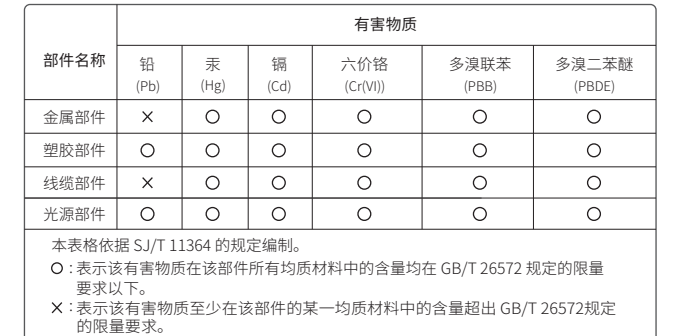 有害物质
部件名称 铅 汞 镉 六价铬 多溴联苯 多溴二苯醚
(Pb) (Hg) (Cd) (Cr(VI)) (PBB) (PBDE)
金属部件 × ○ ○ ○ ○ ○
塑胶部件 ○ ○ ○ ○ ○ ○
线缆部件 × ○ ○ ○ ○ ○
光源部件 ○ ○ ○ ○ ○ ○
本表格依据 SJ/T 11364 的规定编制。
○：表示该有害物质在该部件所有均质材料中的含量均在 GB/T 26572 规定的限量
要求以下。
×：表示该有害物质至少在该部件的某一均质材料中的含量超出 GB/T 26572规定
的限量要求。